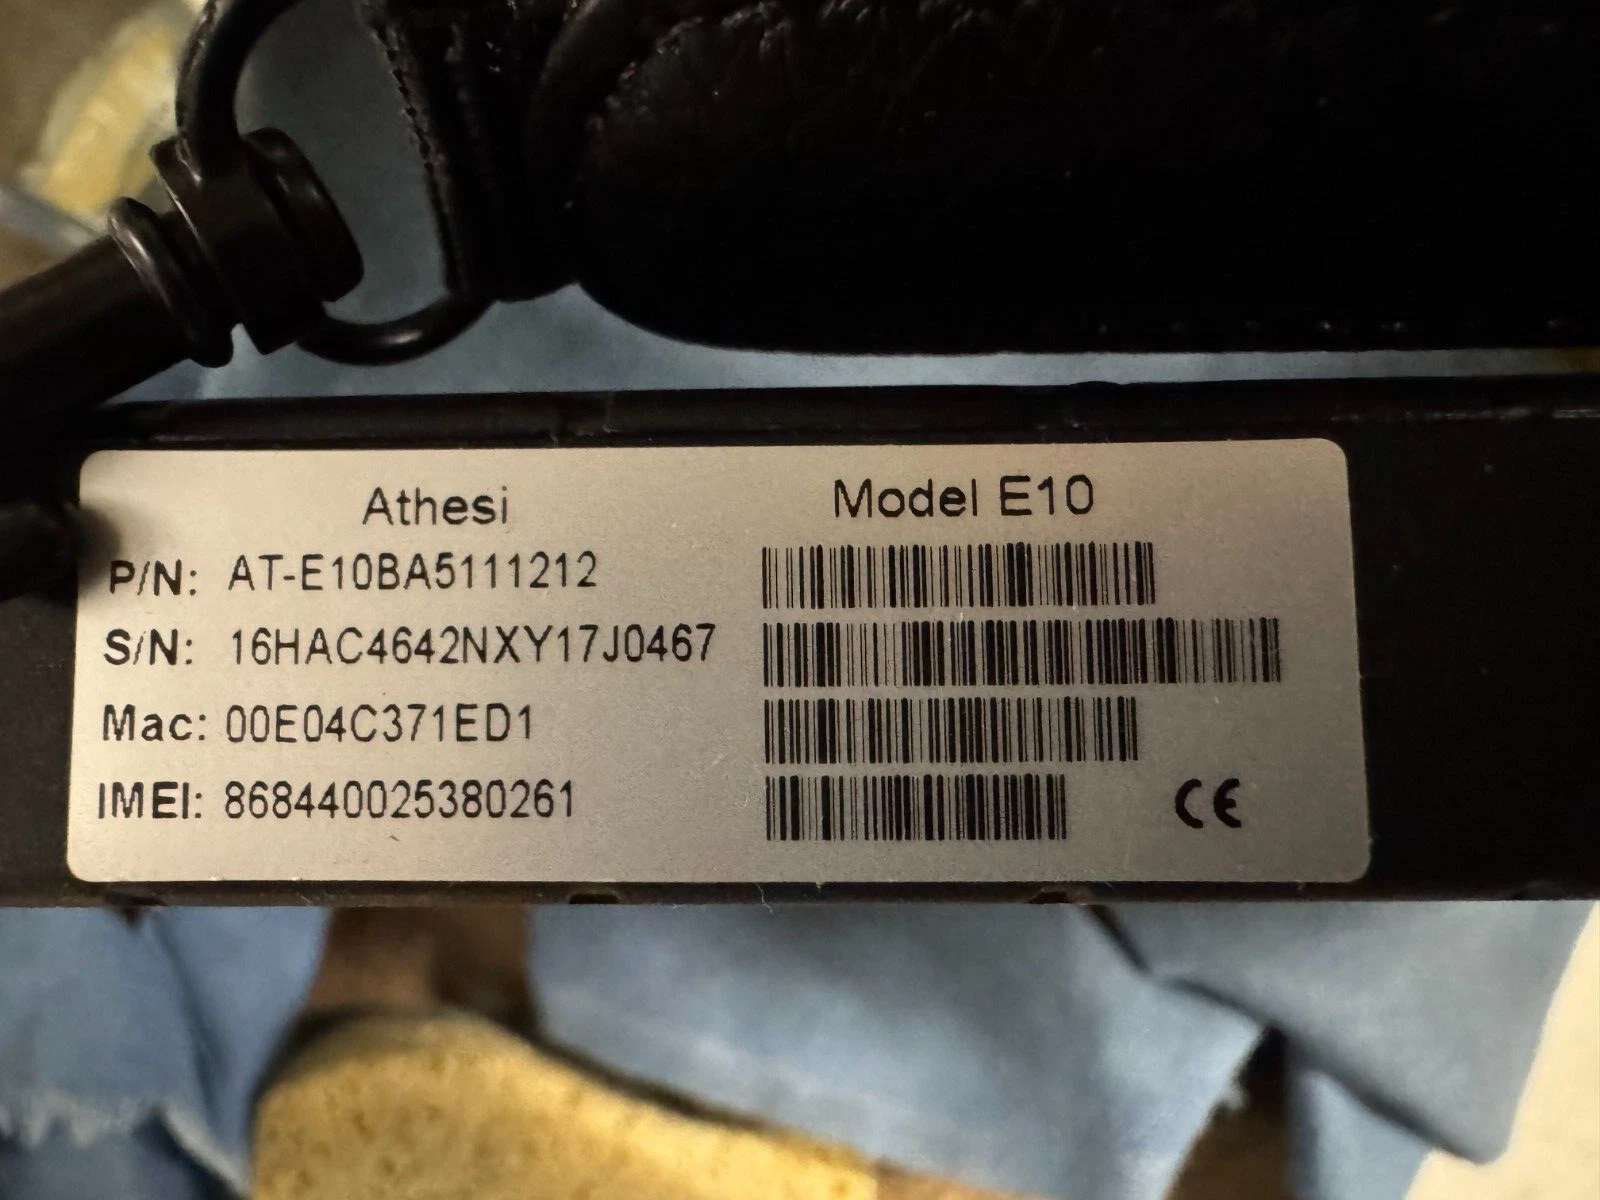 Athesi Model E10
P/N: AT-E10BA5111212
S/N: 16HAC4642NXY17J0467
Mac: 00E04C371ED1
IMEI: 868440025380261
CE